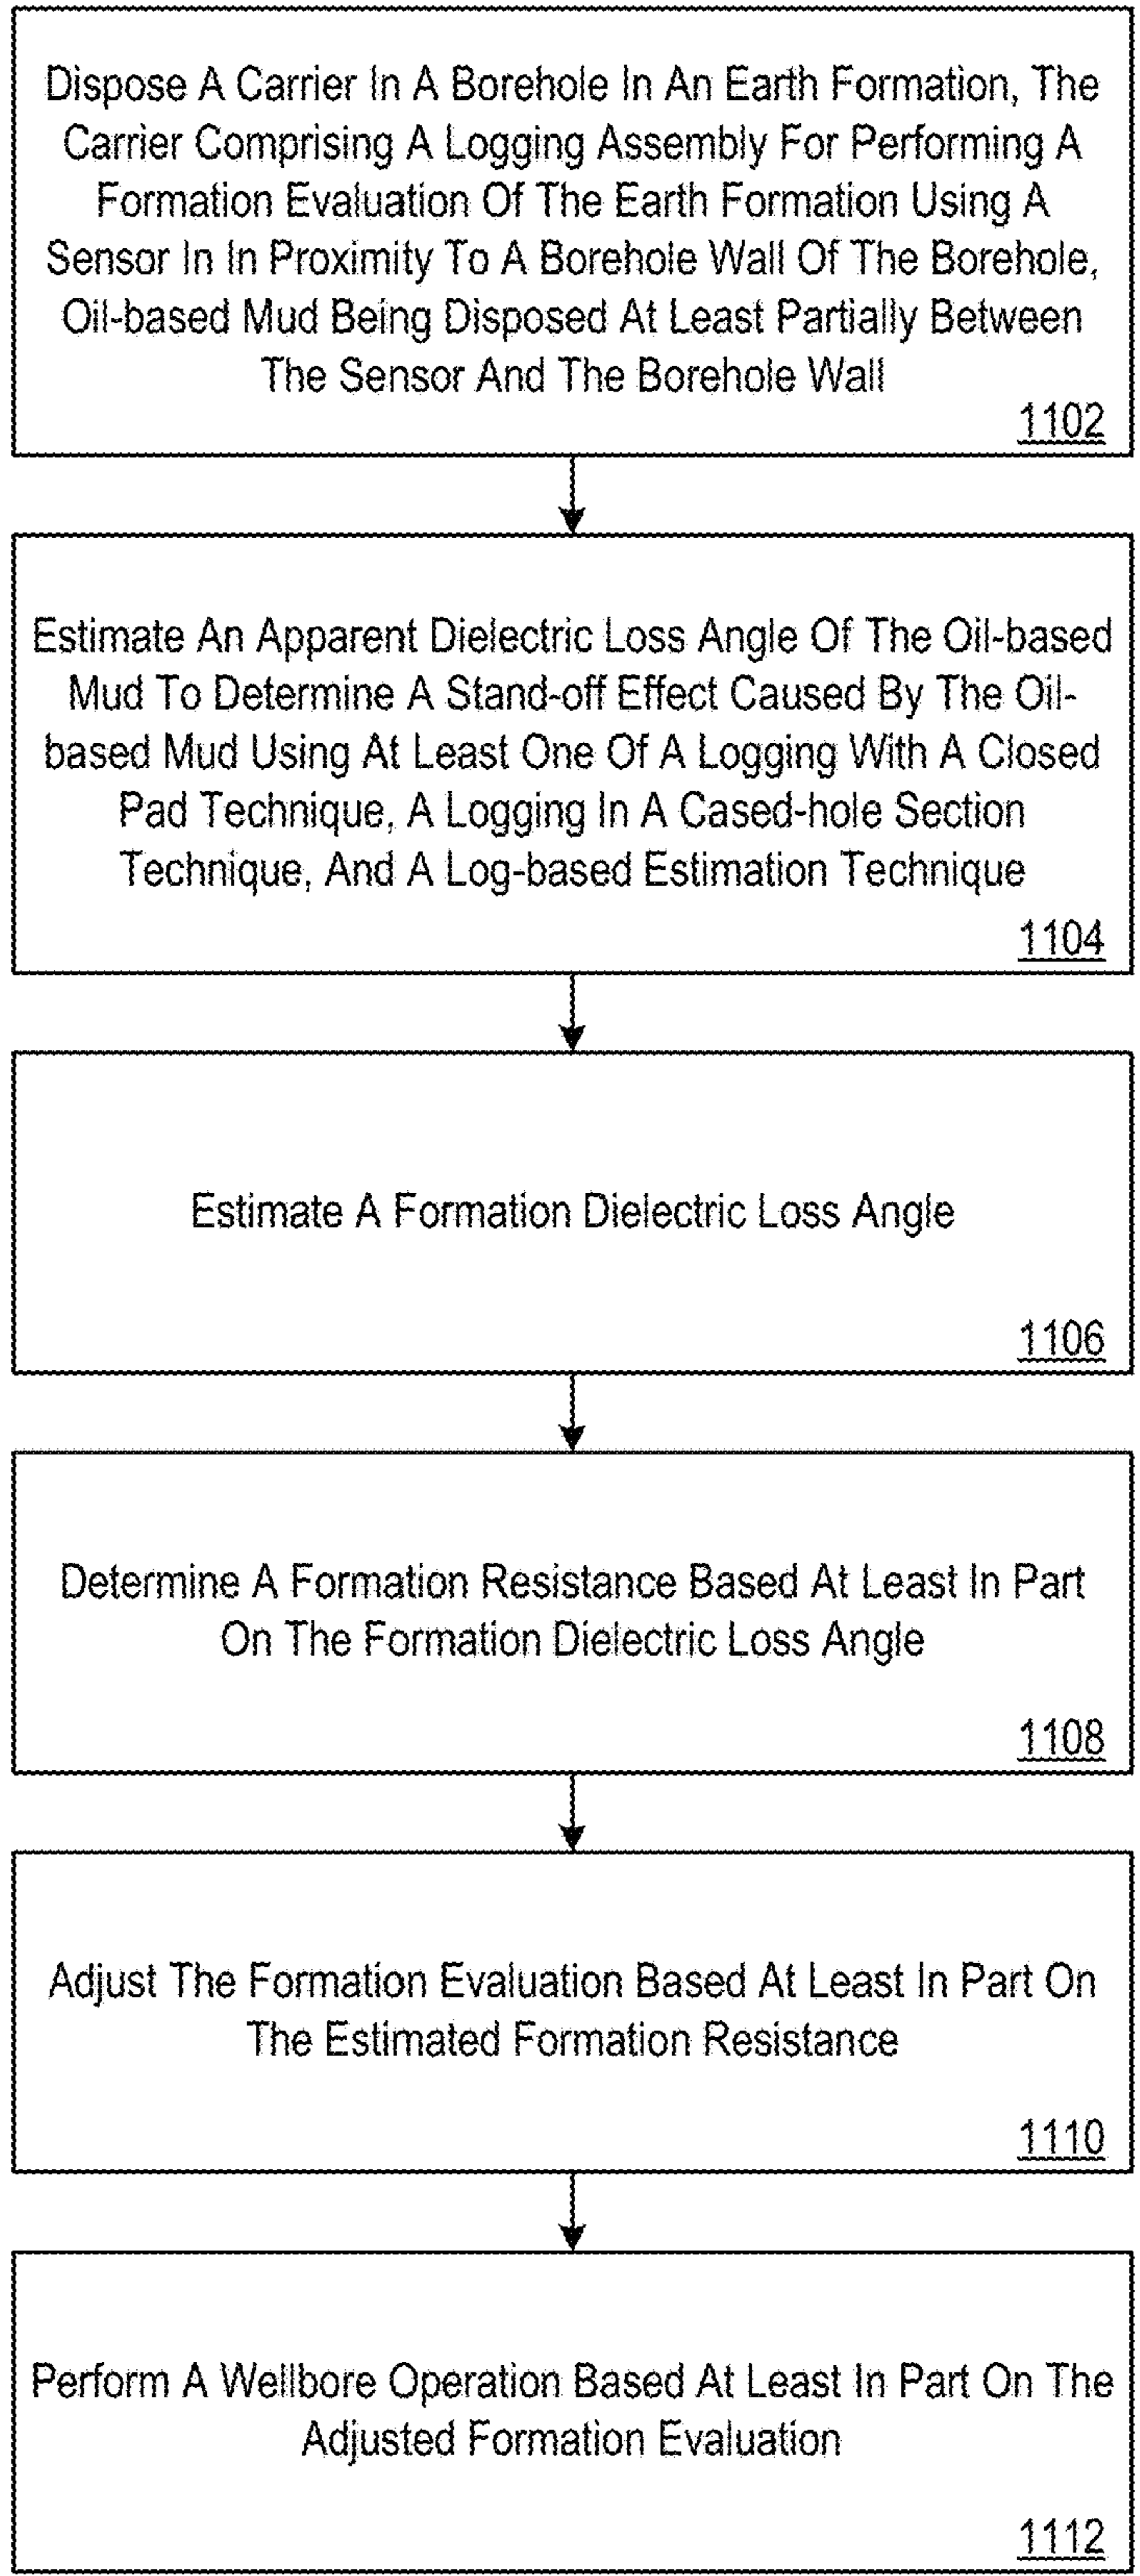 Dispose A Carrier In A Borehole In An Earth Formation, The
Carrier Comprising A Logging Assembly For Performing A
Formation Evaluation Of The Earth Formation Using A
Sensor In In Proximity To A Borehole Wall Of The Borehole,
Oil-based Mud Being Disposed At Least Partially Between
The Sensor And The Borehole Wall
1102
Estimate An Apparent Dielectric Loss Angle Of The Oil-based
Mud To Determine A Stand-off Effect Caused By The Oil-
based Mud Using At Least One Of A Logging With A Closed
Pad Technique, A Logging In A Cased-hole Section
Technique, And A Log-based Estimation Technique
1104
Estimate A Formation Dielectric Loss Angle
1106
Determine A Formation Resistance Based At Least In Part
On The Formation Dielectric Loss Angle
1108
Adjust The Formation Evaluation Based At Least In Part On
The Estimated Formation Resistance
1110
Perform A Wellbore Operation Based At Least In Part On The
Adjusted Formation Evaluation
1112